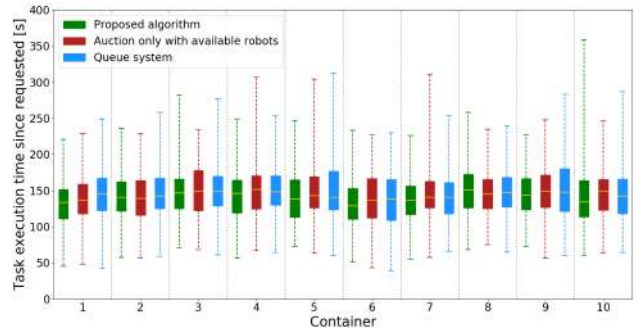 400
350
300
250
200
150
100
50
0
Task execution time since requested [s]
Proposed algorithm
Auction only with available robots
Queue system
1 2 3 4 5 6 7 8 9 10
Container